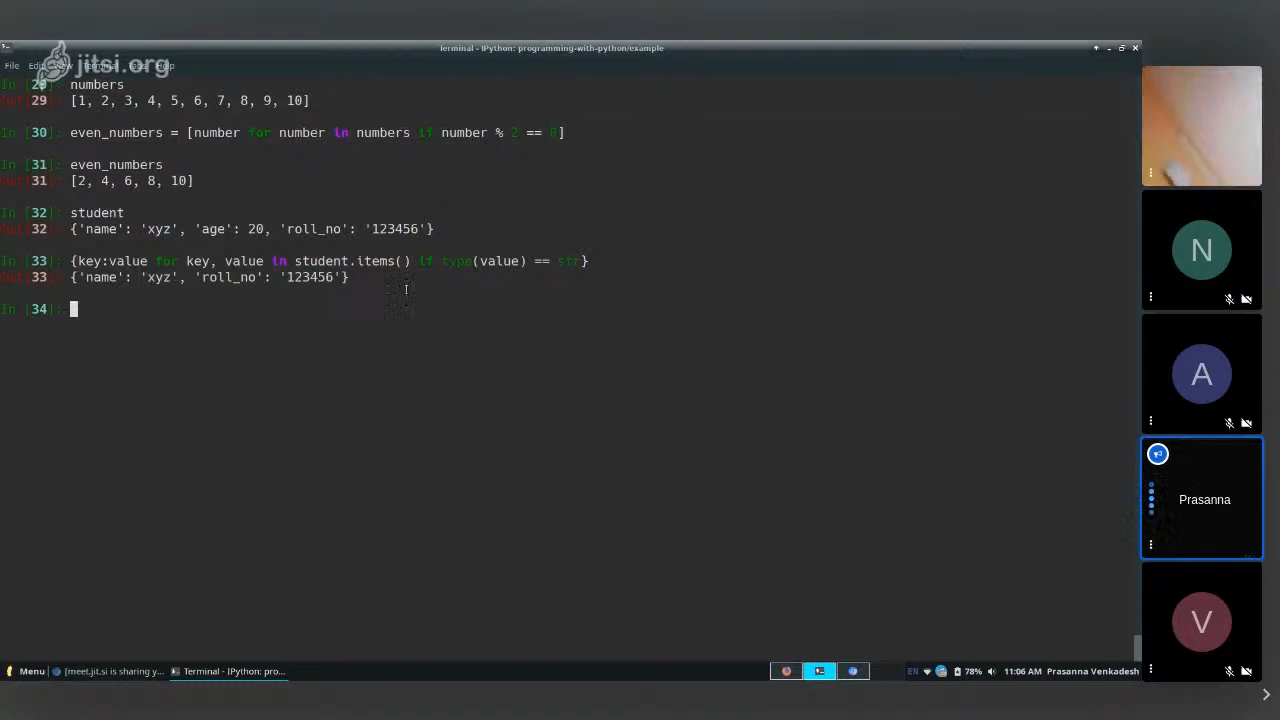 Terminal - IPython: programming-with-python/example
jitsi.org
File Edit View Terminal Tabs Help
In [29]: numbers
Out[29]: [1, 2, 3, 4, 5, 6, 7, 8, 9, 10]
In [30]: even_numbers = [number for number in numbers if number % 2 == 0]
In [31]: even_numbers
Out[31]: [2, 4, 6, 8, 10]
In [32]: student
Out[32]: {'name': 'xyz', 'age': 20, 'roll_no': '123456'}
In [33]: {key:value for key, value in student.items() if type(value) == str}
Out[33]: {'name': 'xyz', 'roll_no': '123456'}
In [34]:
N
A
Prasanna
V
Menu [meet.jit.si is sharing y... Terminal - IPython: pro... EN 78% 11:06 AM Prasanna Venkadesh